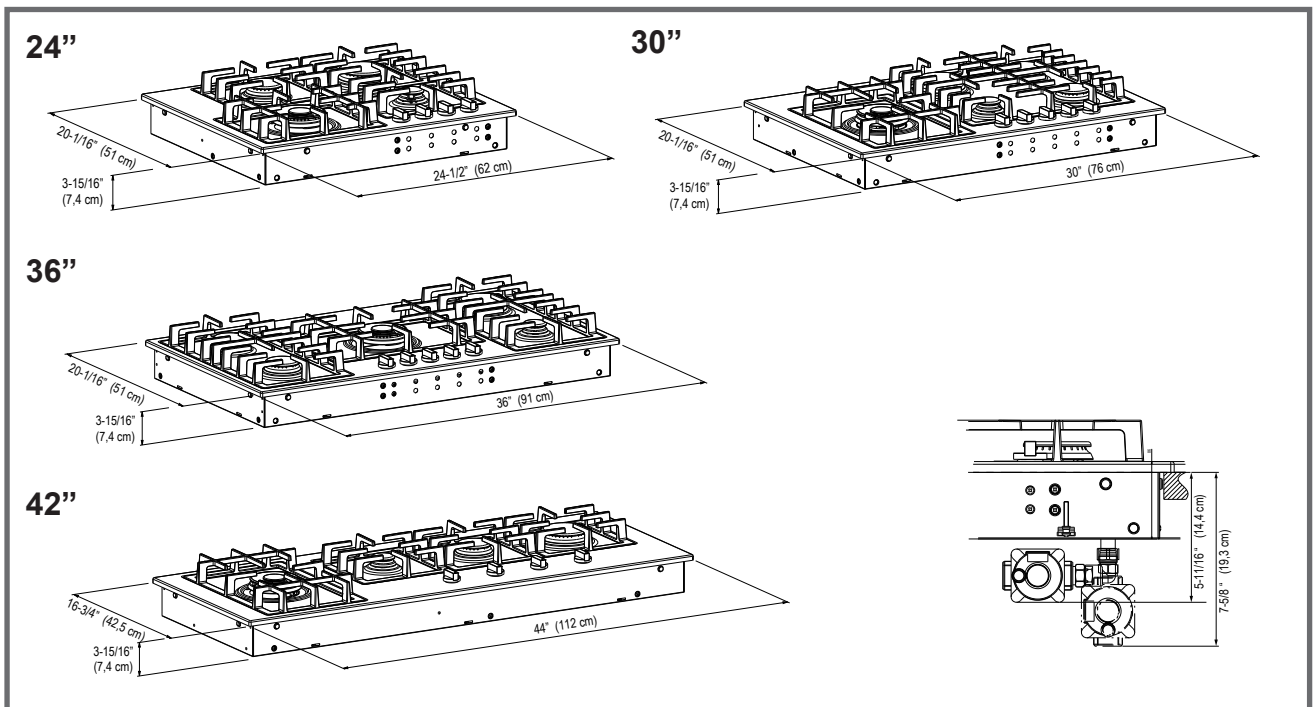 24”
20-1/16" (51 cm)
3-15/16"
(7,4 cm)
24-1/2" (62 cm)
30”
20-1/16" (51 cm)
3-15/16"
(7,4 cm)
30" (76 cm)
36”
20-1/16" (51 cm)
3-15/16"
(7,4 cm)
36" (91 cm)
42”
16-3/4" (42,5 cm)
3-15/16"
(7,4 cm)
44" (112 cm)
5-11/16 " (14,4 cm)
7-5/8 " (19,3 cm)